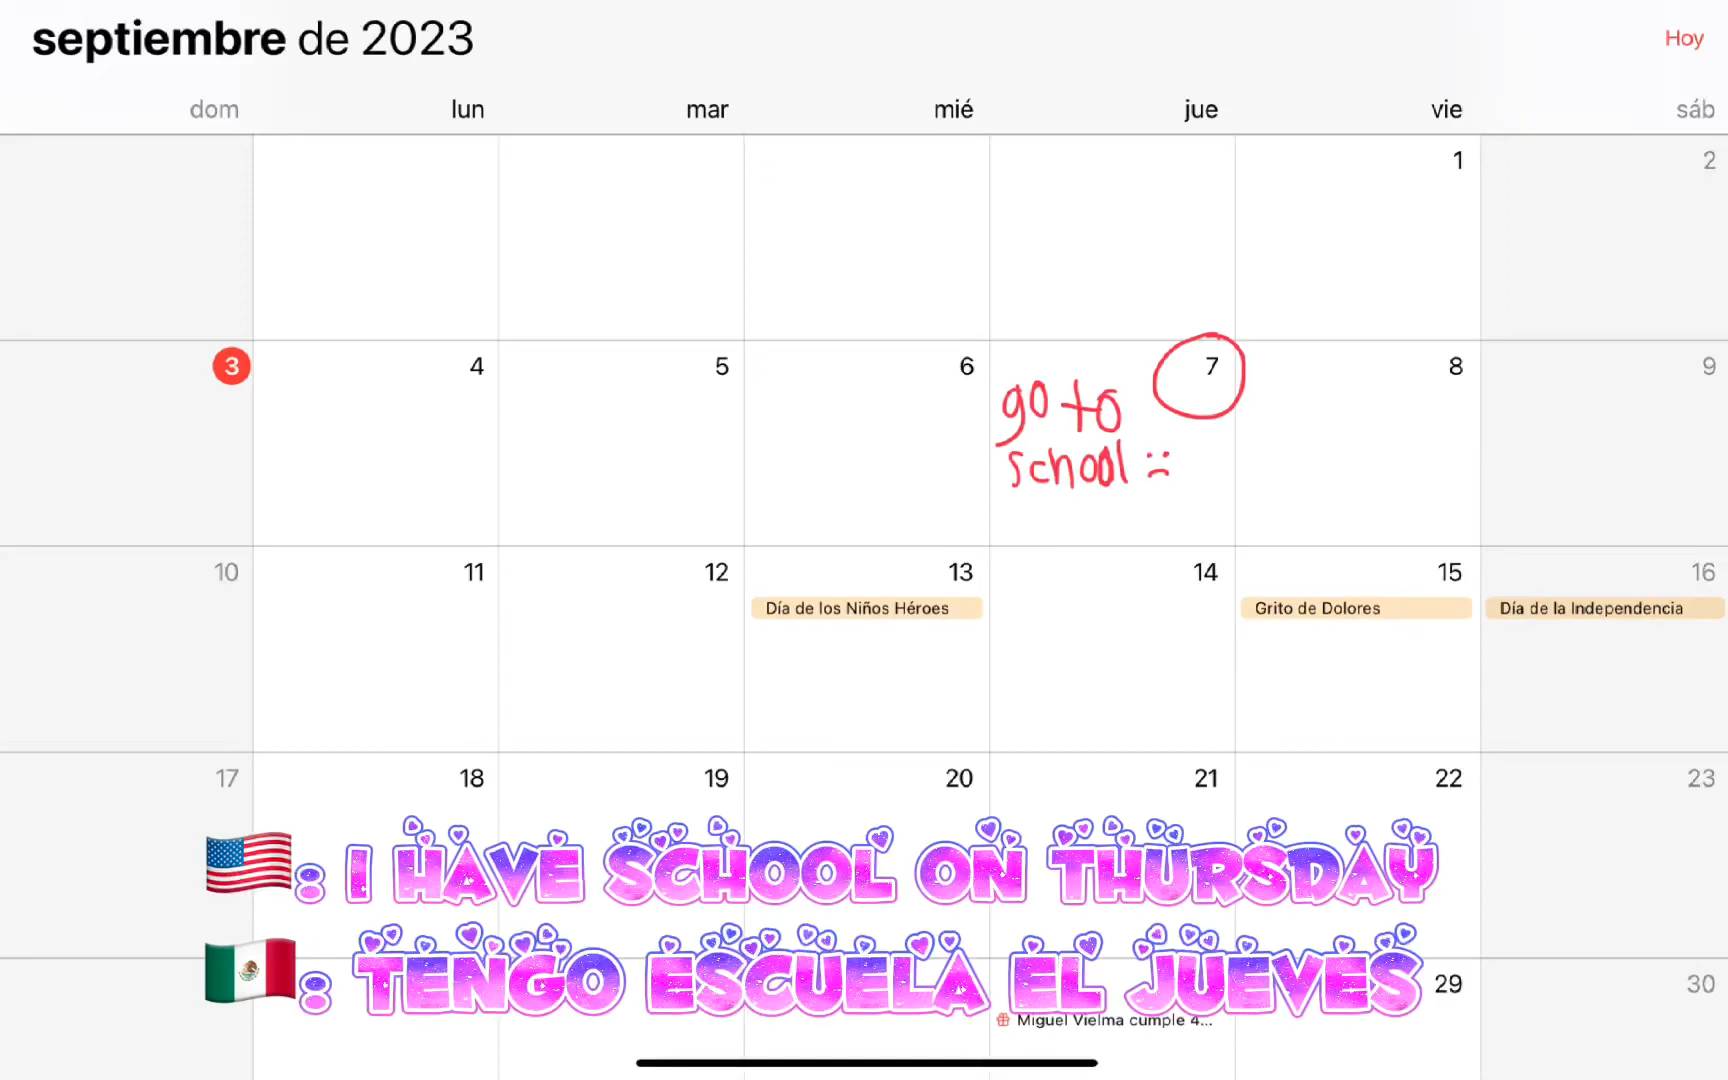 septiembre de 2023
Hoy
dom lun mar mié jue vie sáb
1 2
3 4 5 6 7 8 9
go to
school :(
10 11 12 13 14 15 16
Día de los Niños Héroes Grito de Dolores Día de la Independencia
17 18 19 20 21 22 23
🇺🇸: I HAVE SCHOOL ON THURSDAY
🇲🇽: TENGO ESCUELA EL JUEVES
29 30
Miguel Vielma cumple 4...